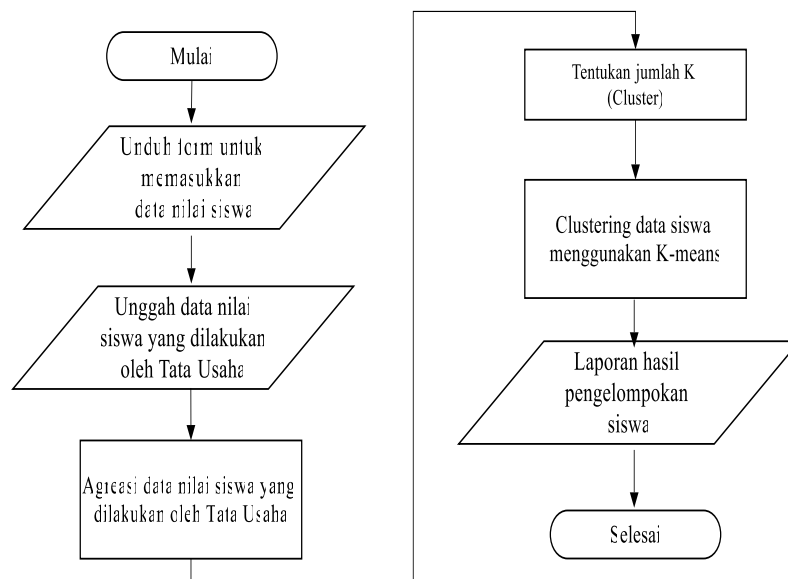 Mulai
Unduh form untuk
memasukkan
data nilai siswa
Unggah data nilai
siswa yang dilakukan
oleh Tata Usaha
Agreasi data nilai siswa yang
dilakukan oleh Tata Usaha
Tentukan jumlah K
(Cluster)
Clustering data siswa
menggunakan K-means
Laporan hasil
pengelompokan
siswa
Selesai